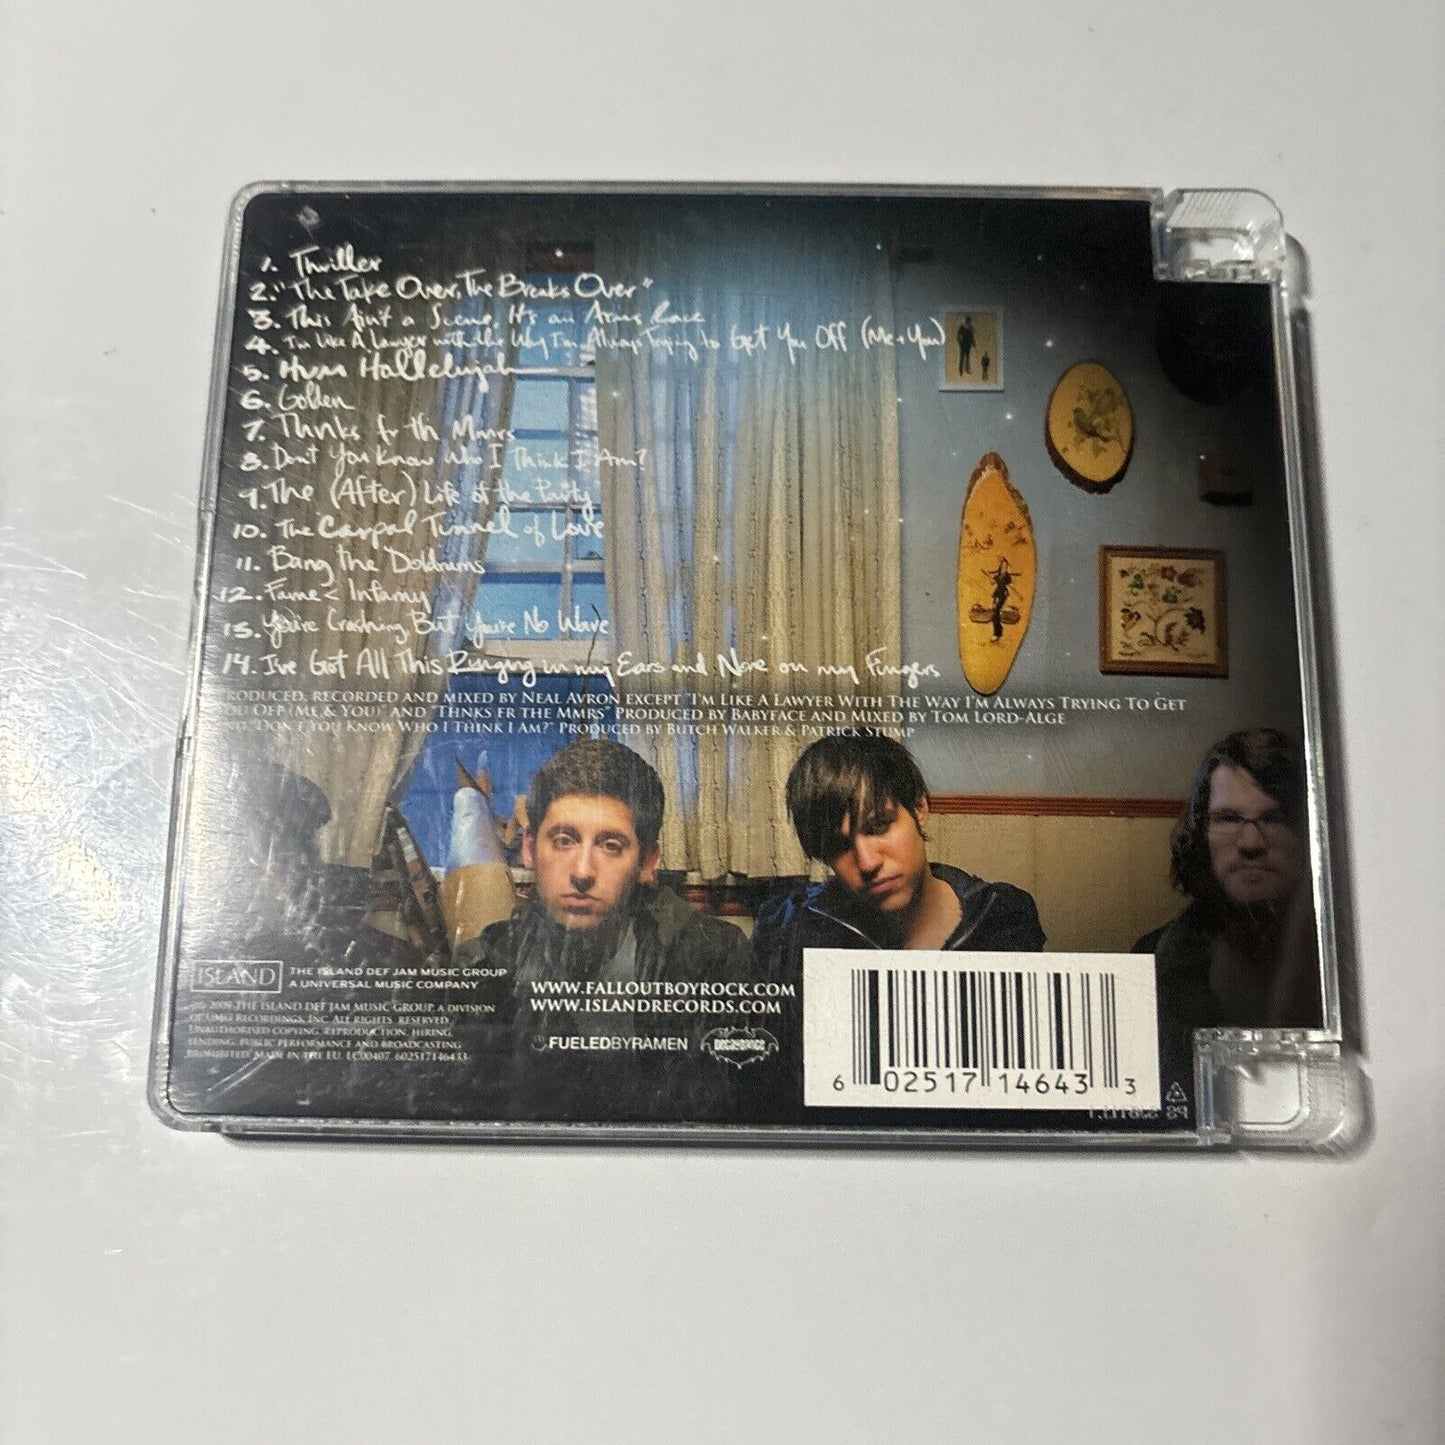 1. Thriller
2. "The Take Over, The Breaks Over"
3. This Ain't a Scene, It's an Arms Race
4. I'm Like A Lawyer with the Way I'm Always Trying to Get You Off (Me + You)
5. Hum Hallelujah
6. Golden
7. Thnks fr th Mmrs
8. Don't You Know Who I Think I Am?
9. The (After) Life of the Party
10. The Carpal Tunnel of Love
11. Bang the Doldrums
12. Fame < Infamy
13. You're Crashing, But You're No Wave
14. I've Got All This Ringing in my Ears and None on my Fingers
PRODUCED, RECORDED AND MIXED BY NEAL AVRON EXCEPT "I'M LIKE A LAWYER WITH THE WAY I'M ALWAYS TRYING TO GET
YOU OFF (ME & YOU)" AND "THNKS FR THE MMRS" PRODUCED BY BABYFACE AND MIXED BY TOM LORD-ALGE
AND "DON'T YOU KNOW WHO I THINK I AM?" PRODUCED BY BUTCH WALKER & PATRICK STUMP
ISLAND
THE ISLAND DEF JAM MUSIC GROUP
A UNIVERSAL MUSIC COMPANY
THE ISLAND DEF JAM MUSIC GROUP, A DIVISION
OF UMG RECORDINGS, INC. ALL RIGHTS RESERVED.
UNAUTHORISED COPYING, REPRODUCTION, HIRING,
LENDING, PUBLIC PERFORMANCE AND BROADCASTING
PROHIBITED. MADE IN THE EU. LC00407 602517146433
WWW.FALLOUTBOYROCK.COM
WWW.ISLANDRECORDS.COM
FUELEDBYRAMEN
DECAYDANCE
6 02517 14643 3
PS 84